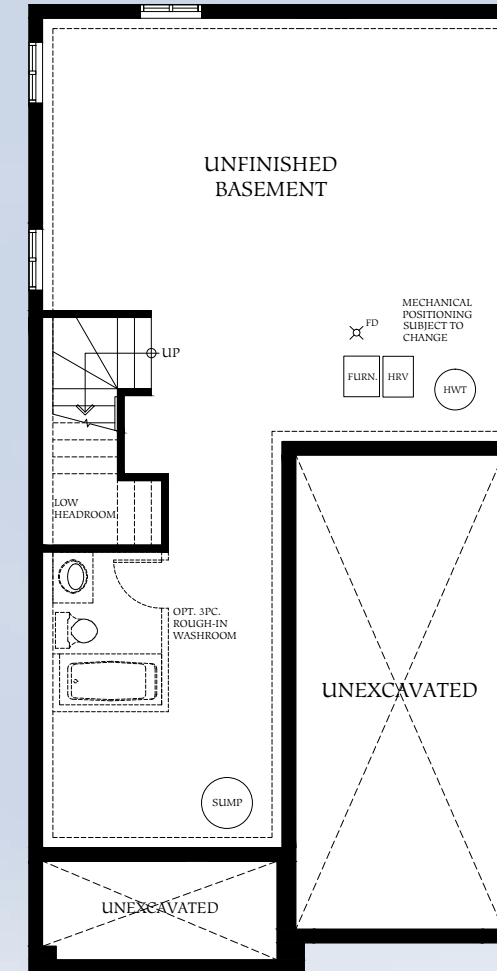 UNFINISHED
BASEMENT
MECHANICAL
POSITIONING
SUBJECT TO
CHANGE
FD
UP
FURN.
HRV
HWT
LOW
HEADROOM
OPT. 3PC.
ROUGH-IN
WASHROOM
UNEXCAVATED
SUMP
UNEXCAVATED